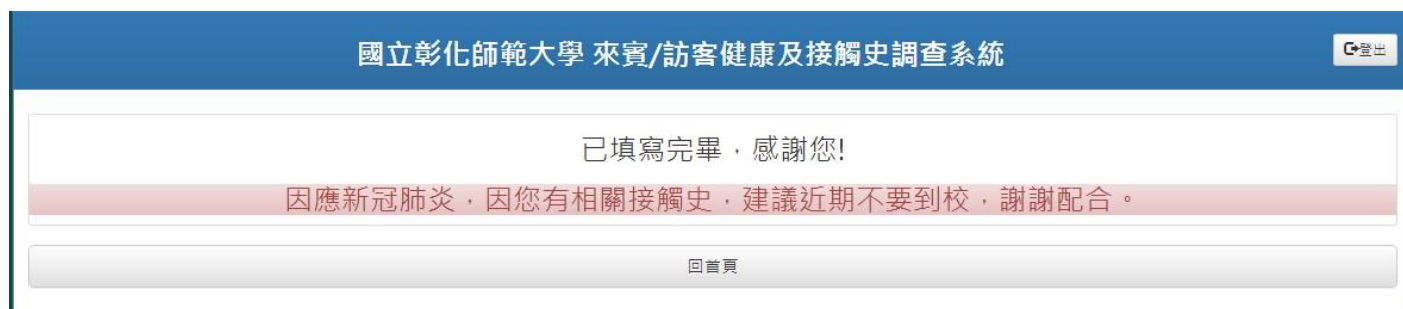 國立彰化師範大學 來賓/訪客健康及接觸史調查系統
登出
已填寫完畢，感謝您!
因應新冠肺炎，因您有相關接觸史，建議近期不要到校，謝謝配合。
回首頁